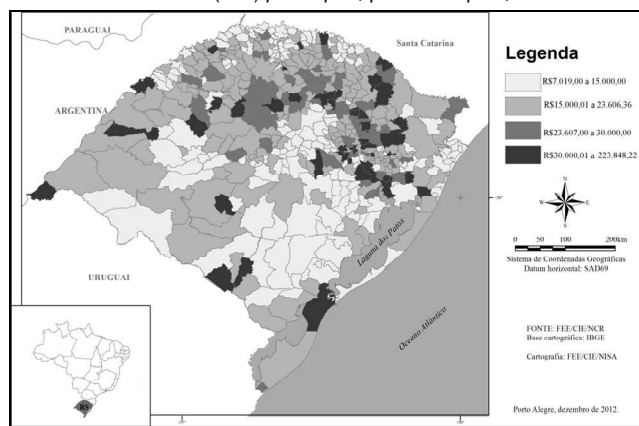 PARAGUAI
Santa Catarina
ARGENTINA
URUGUAI
Laguna dos Patos
Oceano Atlântico
RS
Legenda
R$7.019,00 a 15.000,00
R$15.000,01 a 23.606,36
R$23.607,00 a 30.000,00
R$30.000,01 a 223.848,22
N
W E
S
0 50 100 200km
Sistema de Coordenadas Geográficas
Datum horizontal: SAD69
FONTE: FEE/CIE/NCR
Base cartográfica: IBGE
Cartografia: FEE/CIE/NISA
Porto Alegre, dezembro de 2012.